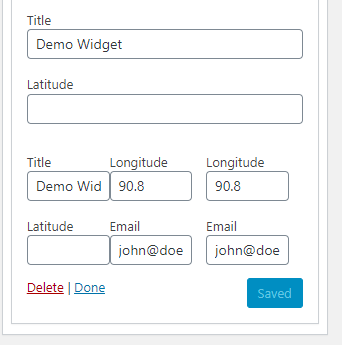 Title
Demo Widget
Latitude
Title Longitude Longitude
Demo Wid 90.8 90.8
Latitude Email Email
john@doe john@doe
Delete | Done Saved